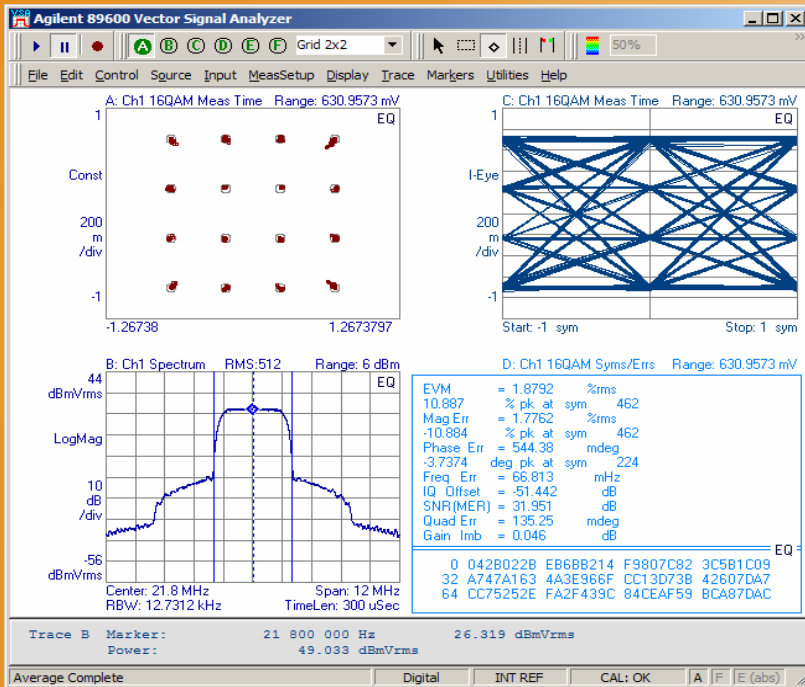 Agilent 89600 Vector Signal Analyzer
A B C D E F Grid 2x2 50%
File Edit Control Source Input MeasSetup Display Trace Markers Utilities Help
A: Ch1 16QAM Meas Time Range: 630.9573 mV
1
EQ
Const
200
m
/div
-1
-1.26738 1.2673797
C: Ch1 16QAM Meas Time Range: 630.9573 mV
1
EQ
I-Eye
200
m
/div
-1
Start: -1 sym Stop: 1 sym
B: Ch1 Spectrum RMS:512 Range: 6 dBm
44
dBmVrms
EQ
LogMag
10
dB
/div
-56
dBmVrms
Center: 21.8 MHz Span: 12 MHz
RBW: 12.7312 kHz TimeLen: 300 uSec
D: Ch1 16QAM Syms/Errs Range: 630.9573 mV
EVM = 1.8792 %rms
10.887 % pk at sym 462
Mag Err = 1.7762 %rms
-10.884 % pk at sym 462
Phase Err = 544.38 mdeg
-3.7374 deg pk at sym 224
Freq Err = 66.813 mHz
IQ Offset = -51.442 dB
SNR(MER) = 31.951 dB
Quad Err = 135.25 mdeg
Gain Imb = 0.046 dB
EQ
0 042B022B EB6BB214 F9807C82 3C5B1C09
32 A747A163 4A3E966F CC13D73B 42607DA7
64 CC75252E FA2F439C 84CEAF59 BCA87DAC
Trace B Marker: 21 800 000 Hz 26.319 dBmVrms
Power: 49.033 dBmVrms
Average Complete Digital INT REF CAL: OK A F E (abs)